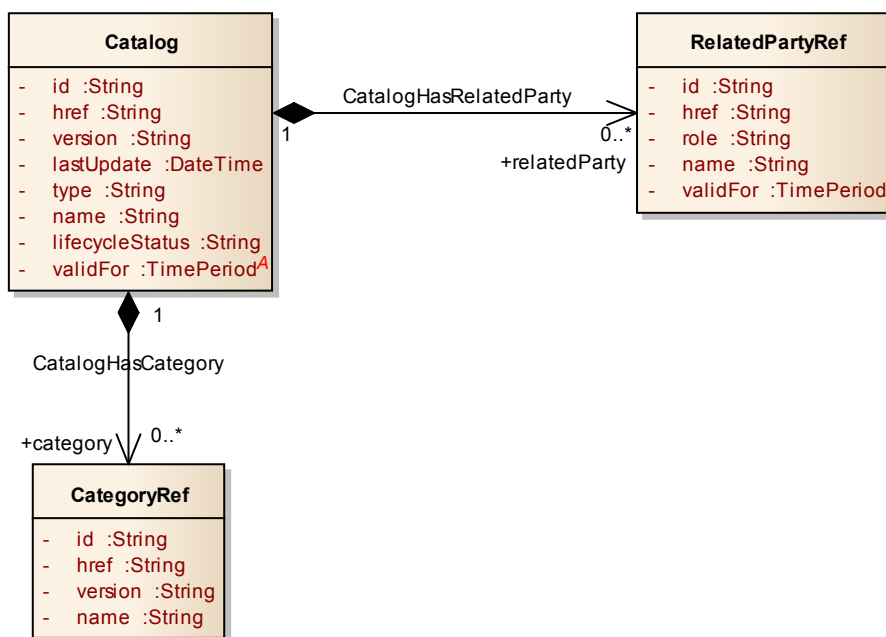 Catalog
- id :String
- href :String
- version :String
- lastUpdate :DateTime
- type :String
- name :String
- lifecycleStatus :String
- validFor :TimePeriod A
CatalogHasRelatedParty
1
0..*
+relatedParty
RelatedPartyRef
- id :String
- href :String
- role :String
- name :String
- validFor :TimePeriod
1
CatalogHasCategory
+category
0..*
CategoryRef
- id :String
- href :String
- version :String
- name :String